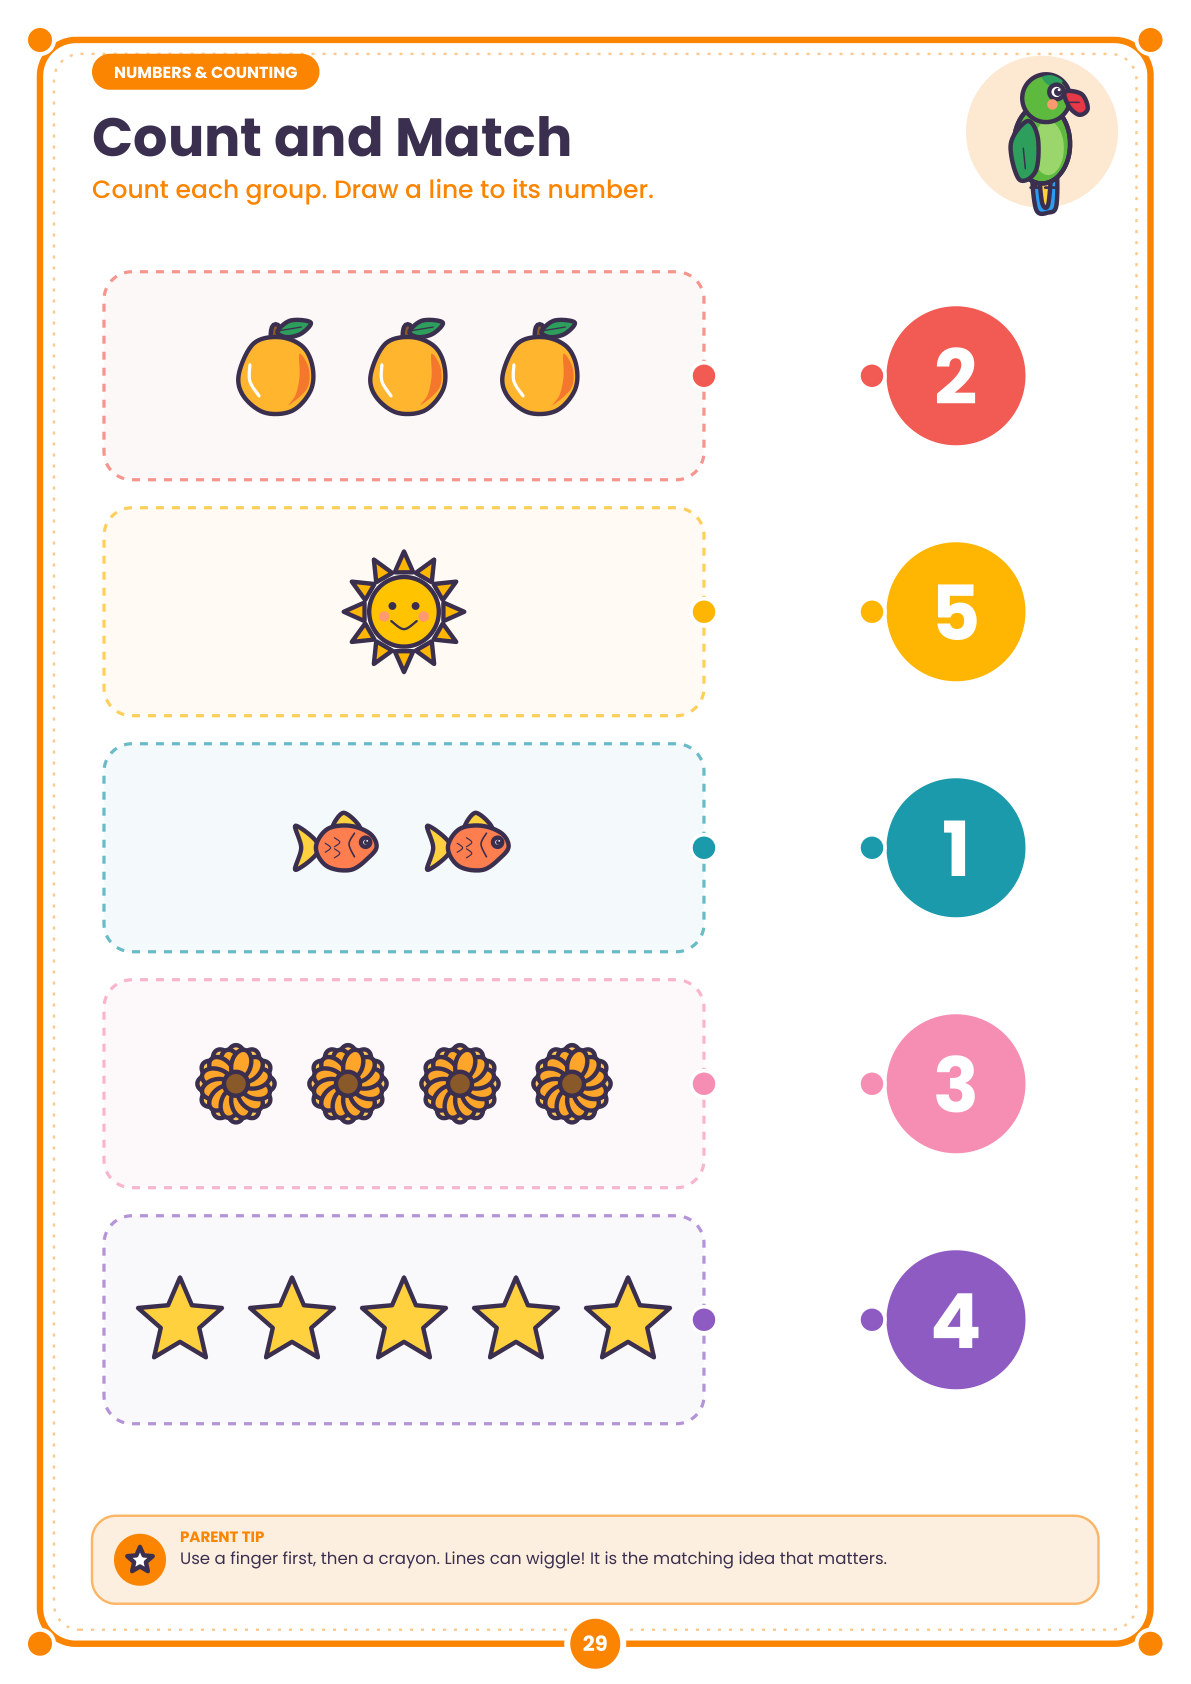 NUMBERS & COUNTING
Count and Match
Count each group. Draw a line to its number.
2
5
1
3
4
PARENT TIP
Use a finger first, then a crayon. Lines can wiggle! It is the matching idea that matters.
29